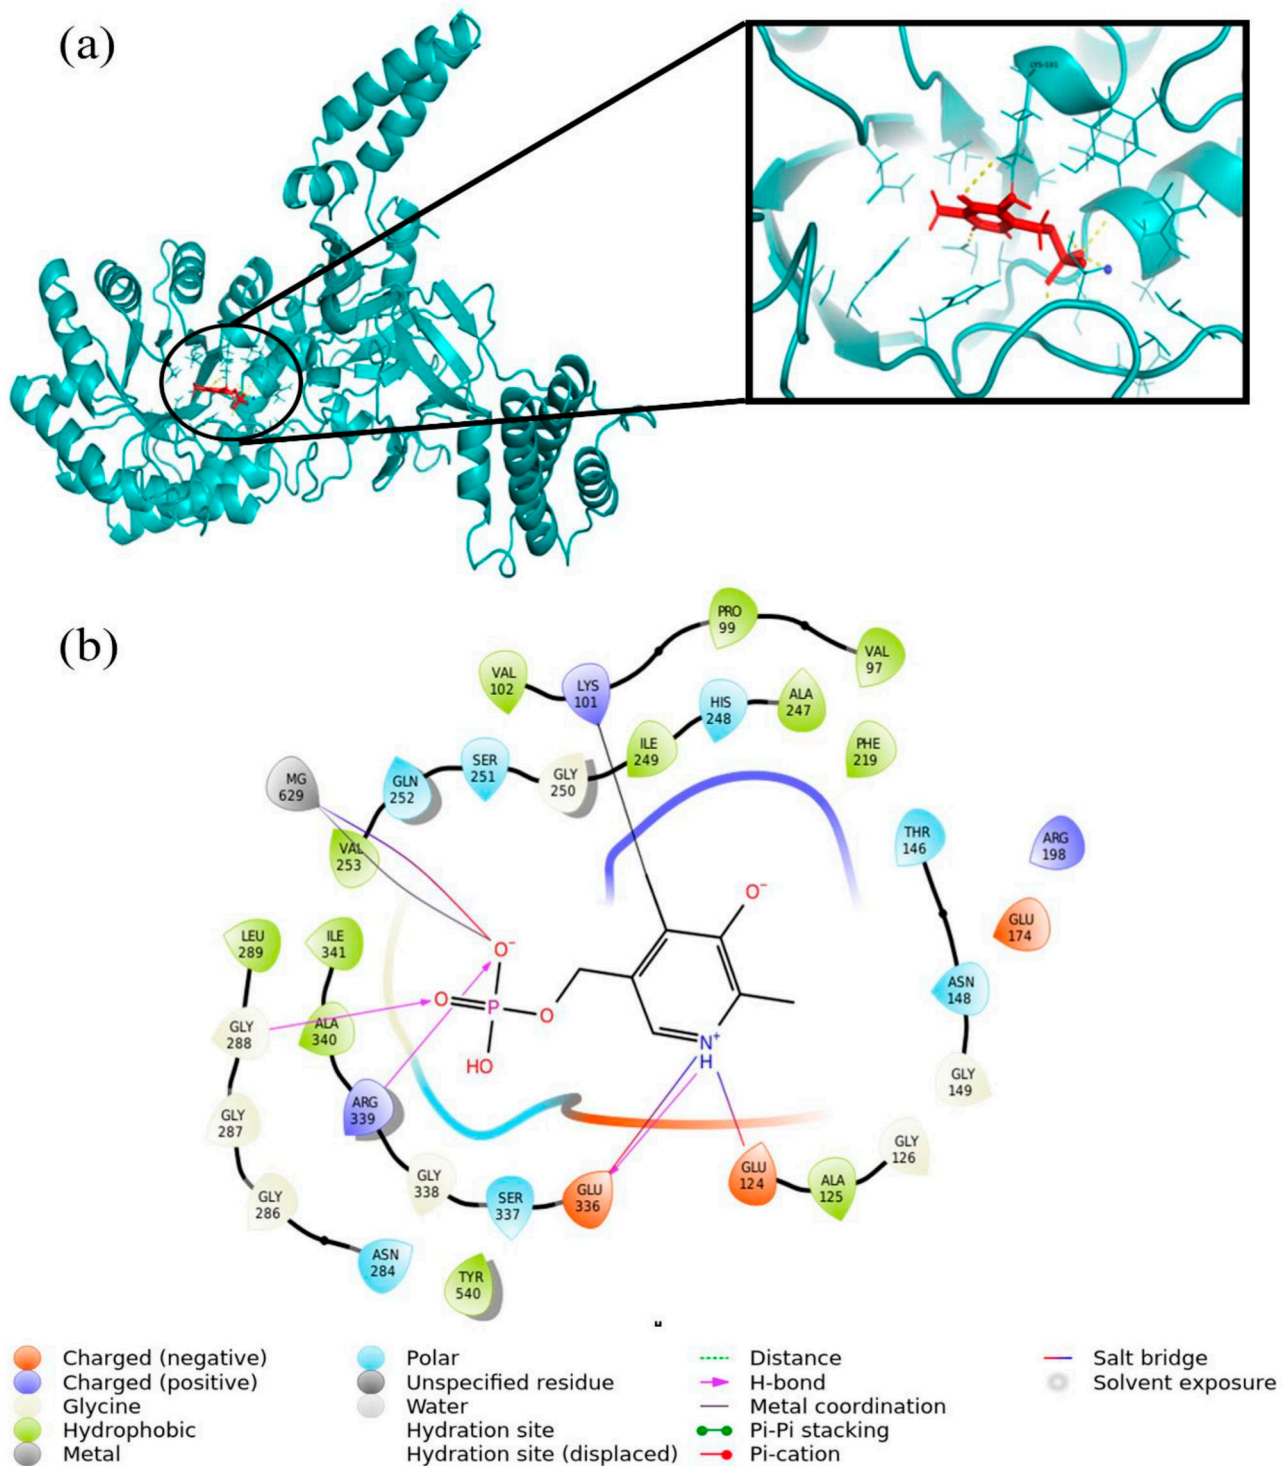 (a)
LYS-101
(b)
PRO
99
VAL
97
VAL
102
LYS
101
HIS
248
ALA
247
ILE
249
PHE
219
SER
251
GLY
250
MG
629
GLN
252
VAL
253
THR
146
ARG
198
O⁻
GLU
174
LEU
289
ILE
341
O⁻
ASN
148
O
P
O
GLY
288
ALA
340
N⁺
H
HO
GLY
149
ARG
339
GLY
287
GLY
126
GLY
338
GLU
124
ALA
125
GLU
336
SER
337
GLY
286
ASN
284
TYR
540
Charged (negative)
Charged (positive)
Glycine
Hydrophobic
Metal
Polar
Unspecified residue
Water
Hydration site
Hydration site (displaced)
Distance
H-bond
Metal coordination
Pi-Pi stacking
Pi-cation
Salt bridge
Solvent exposure